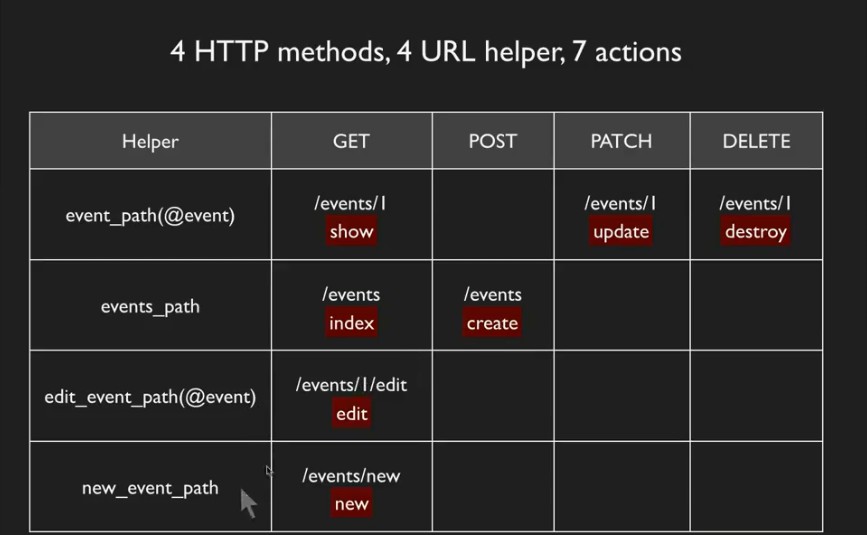 4 HTTP methods, 4 URL helper, 7 actions
Helper GET POST PATCH DELETE
event_path(@event) /events/1 show /events/1 update /events/1 destroy
events_path /events index /events create
edit_event_path(@event) /events/1/edit edit
new_event_path /events/new new